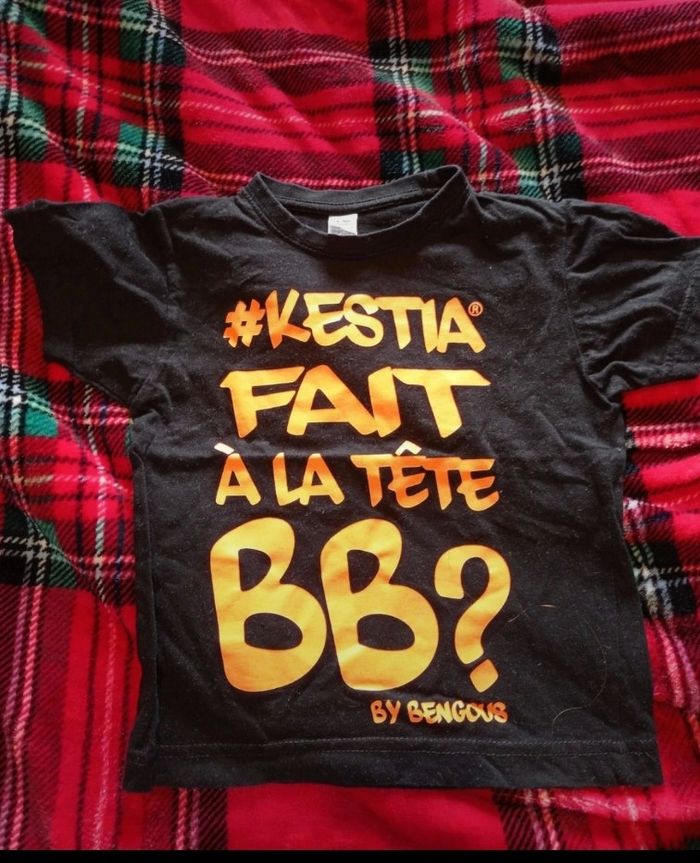 #KESTIA®
FAIT
À LA TÊTE
BB?
BY BENGOUS